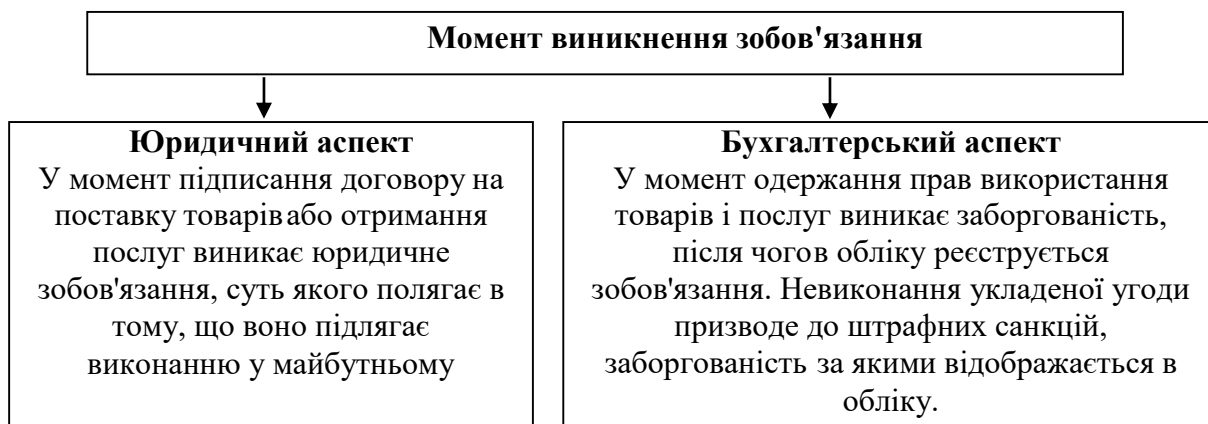 Момент виникнення зобов'язання
Юридичний аспект
У момент підписання договору на
поставку товарів або отримання
послуг виникає юридичне
зобов'язання, суть якого полягає в
тому, що воно підлягає
виконанню у майбутньому
Бухгалтерський аспект
У момент одержання прав використання
товарів і послуг виникає заборгованість,
після чогов обліку реєструється
зобов'язання. Невиконання укладеної угоди
призводе до штрафних санкцій,
заборгованість за якими відображається в
обліку.